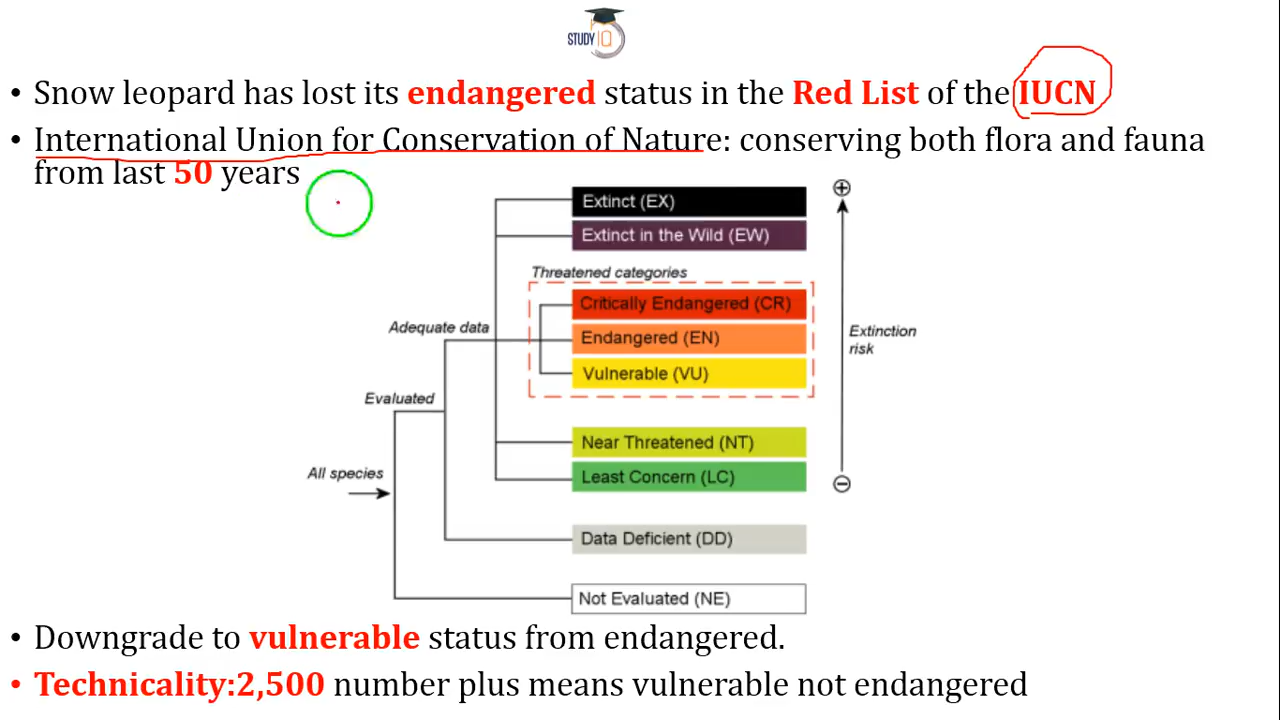 STUDY IQ
• Snow leopard has lost its endangered status in the Red List of the IUCN
• International Union for Conservation of Nature: conserving both flora and fauna
from last 50 years
Extinct (EX)
Extinct in the Wild (EW)
Threatened categories
Critically Endangered (CR)
Adequate data
Endangered (EN)
Extinction
risk
Vulnerable (VU)
Evaluated
Near Threatened (NT)
All species
Least Concern (LC)
Data Deficient (DD)
Not Evaluated (NE)
• Downgrade to vulnerable status from endangered.
• Technicality:2,500 number plus means vulnerable not endangered